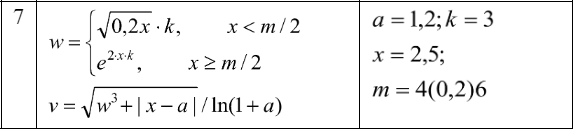 7
w = { √0,2x · k, x < m / 2
e^{2·x·k}, x ≥ m / 2
v = √w³ + | x − a | / ln(1 + a)
a = 1,2; k = 3
x = 2,5;
m = 4(0,2)6